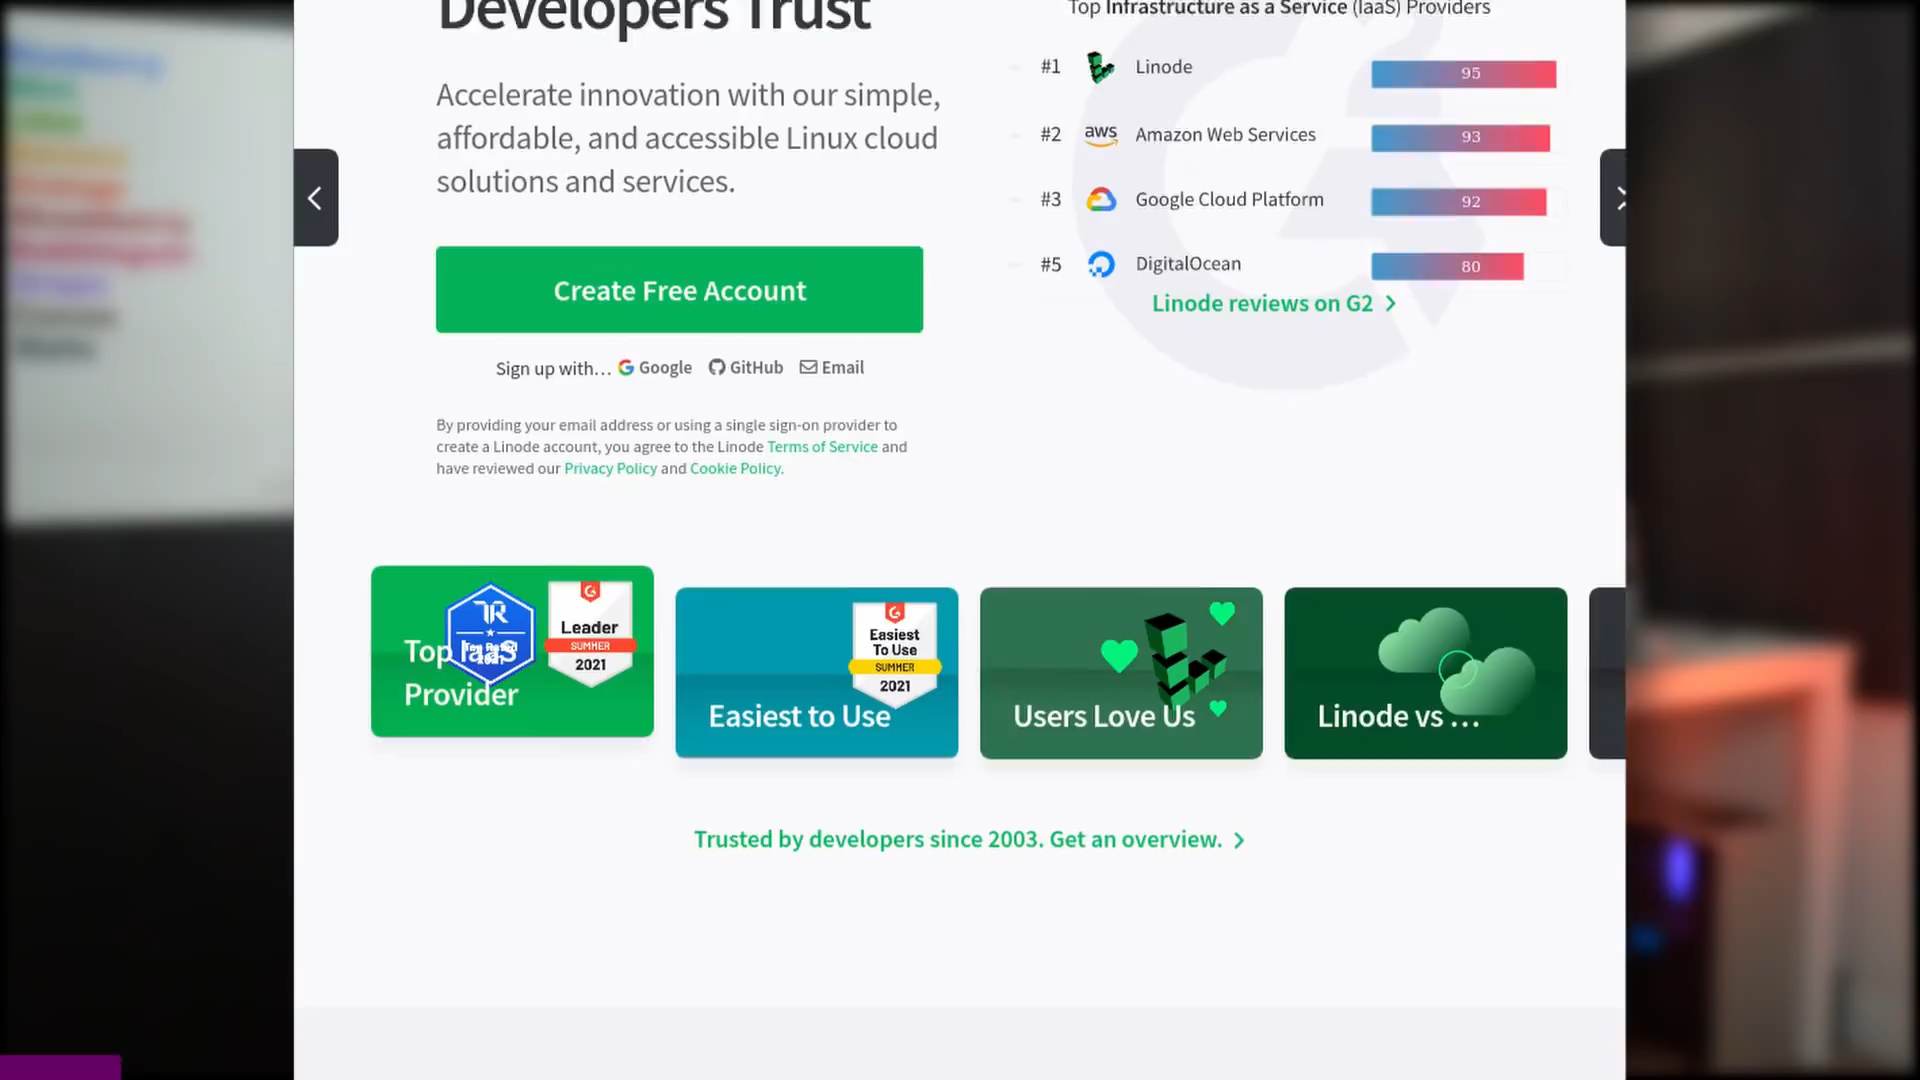 Developers Trust
Accelerate innovation with our simple,
affordable, and accessible Linux cloud
solutions and services.
Create Free Account
Sign up with... Google GitHub Email
By providing your email address or using a single sign-on provider to
create a Linode account, you agree to the Linode Terms of Service and
have reviewed our Privacy Policy and Cookie Policy.
Top Infrastructure as a Service (IaaS) Providers
#1 Linode 95
#2 aws Amazon Web Services 93
#3 Google Cloud Platform 92
#5 DigitalOcean 80
Linode reviews on G2
Top IaaS
Provider
TR
Top Rated
2021
Leader
SUMMER
2021
Easiest
To Use
SUMMER
2021
Easiest to Use
Users Love Us
Linode vs ...
Trusted by developers since 2003. Get an overview.